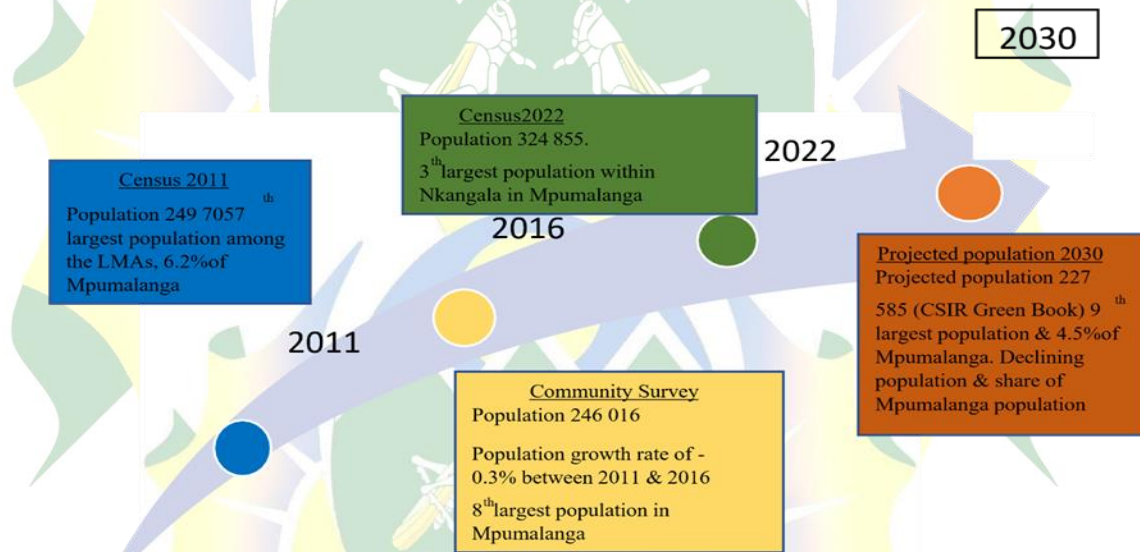 2030
Census2022
Population 324 855.
3th largest population within
Nkangala in Mpumalanga
2022
Census 2011
th
Population 249 7057
largest population among
the LMAs, 6.2%of
Mpumalanga
2016
Projected population 2030
Projected population 227
585 (CSIR Green Book) 9 th
largest population & 4.5%of
Mpumalanga. Declining
population & share of
Mpumalanga population
2011
Community Survey
Population 246 016
Population growth rate of -
0.3% between 2011 & 2016
8thlargest population in
Mpumalanga